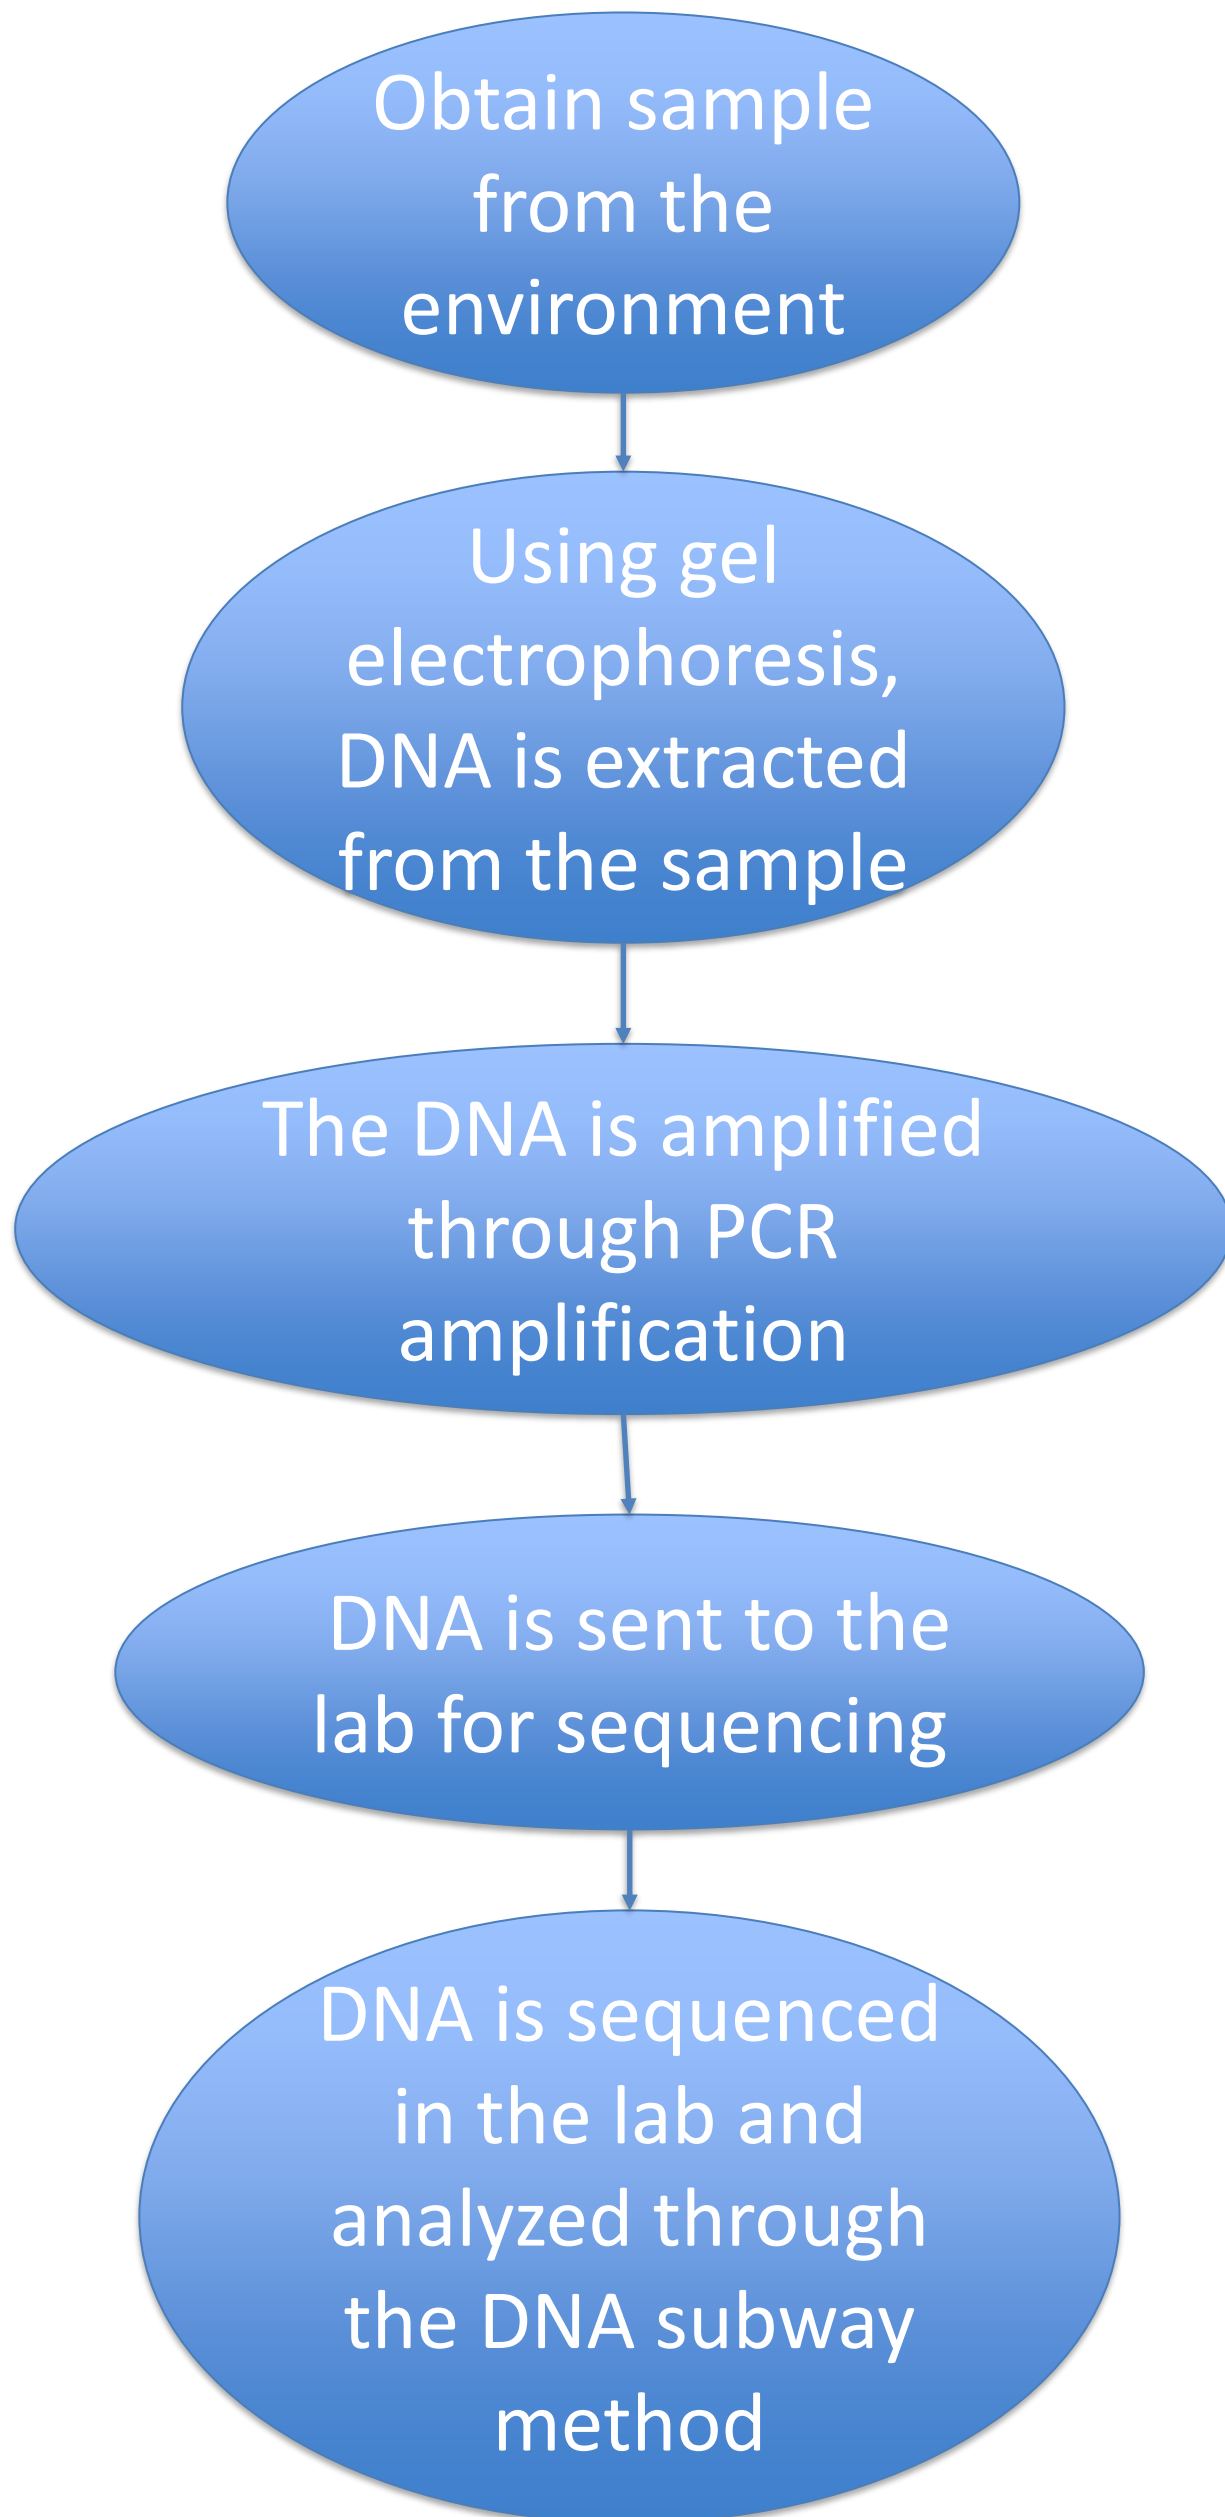 Obtain sample
from the
environment
Using gel
electrophoresis,
DNA is extracted
from the sample
The DNA is amplified
through PCR
amplification
DNA is sent to the
lab for sequencing
DNA is sequenced
in the lab and
analyzed through
the DNA subway
method